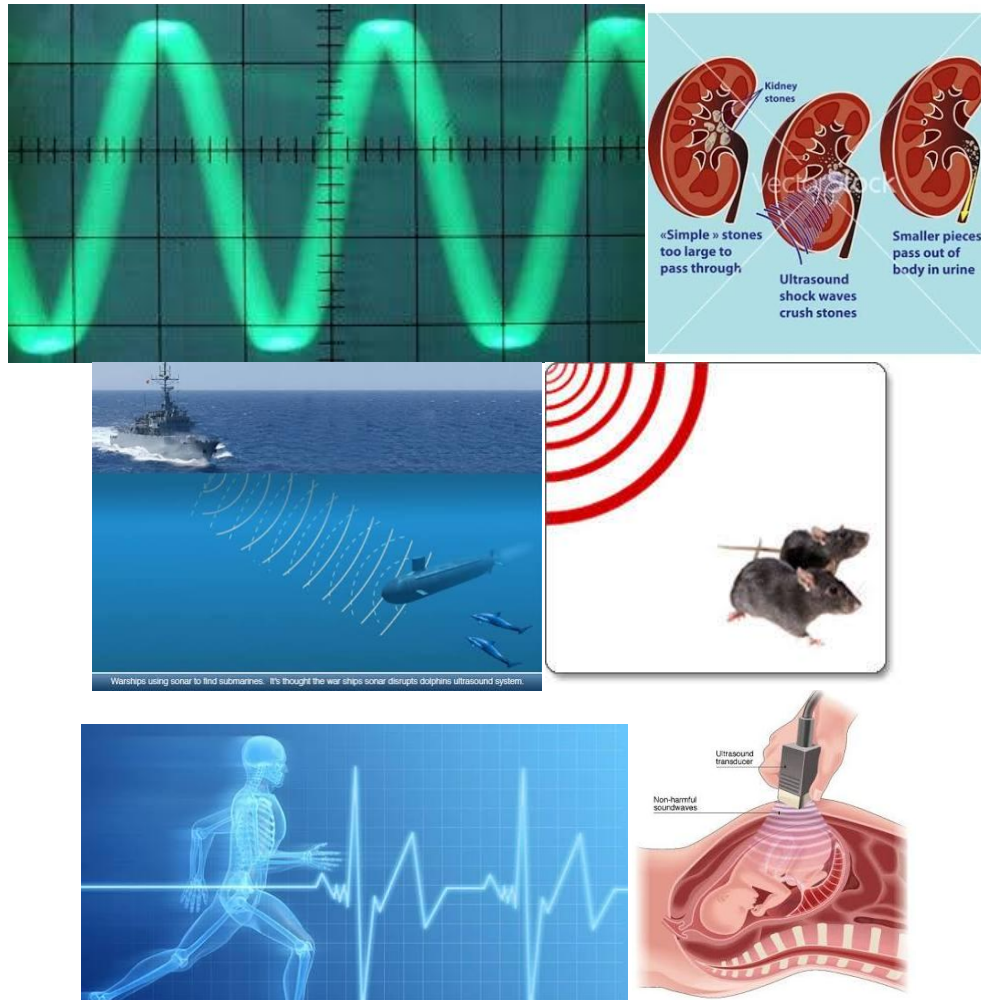 Kidney
stones
VectorStock
«Simple » stones
too large to
pass through
Ultrasound
shock waves
crush stones
Smaller pieces
pass out of
body in urine
Warships using sonar to find submarines. It's thought the war ships sonar disrupts dolphins ultrasound system.
Ultrasound
transducer
Non-harmful
soundwaves